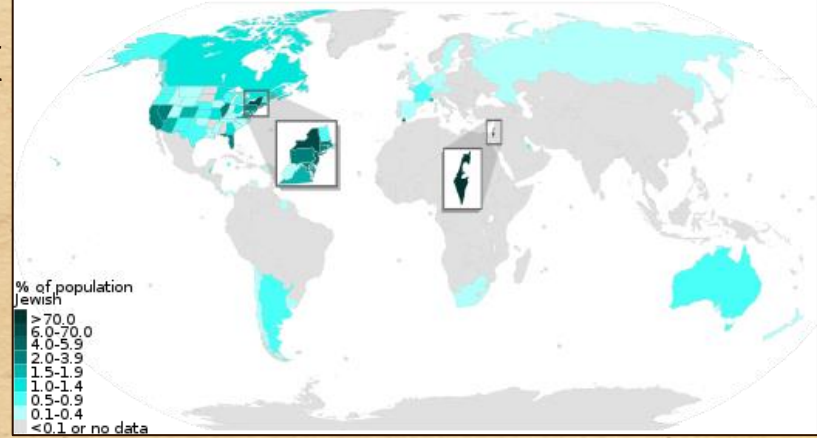 % of population
Jewish
>70.0
6.0-70.0
4.0-5.9
2.0-3.9
1.5-1.9
1.0-1.4
0.5-0.9
0.1-0.4
<0.1 or no data